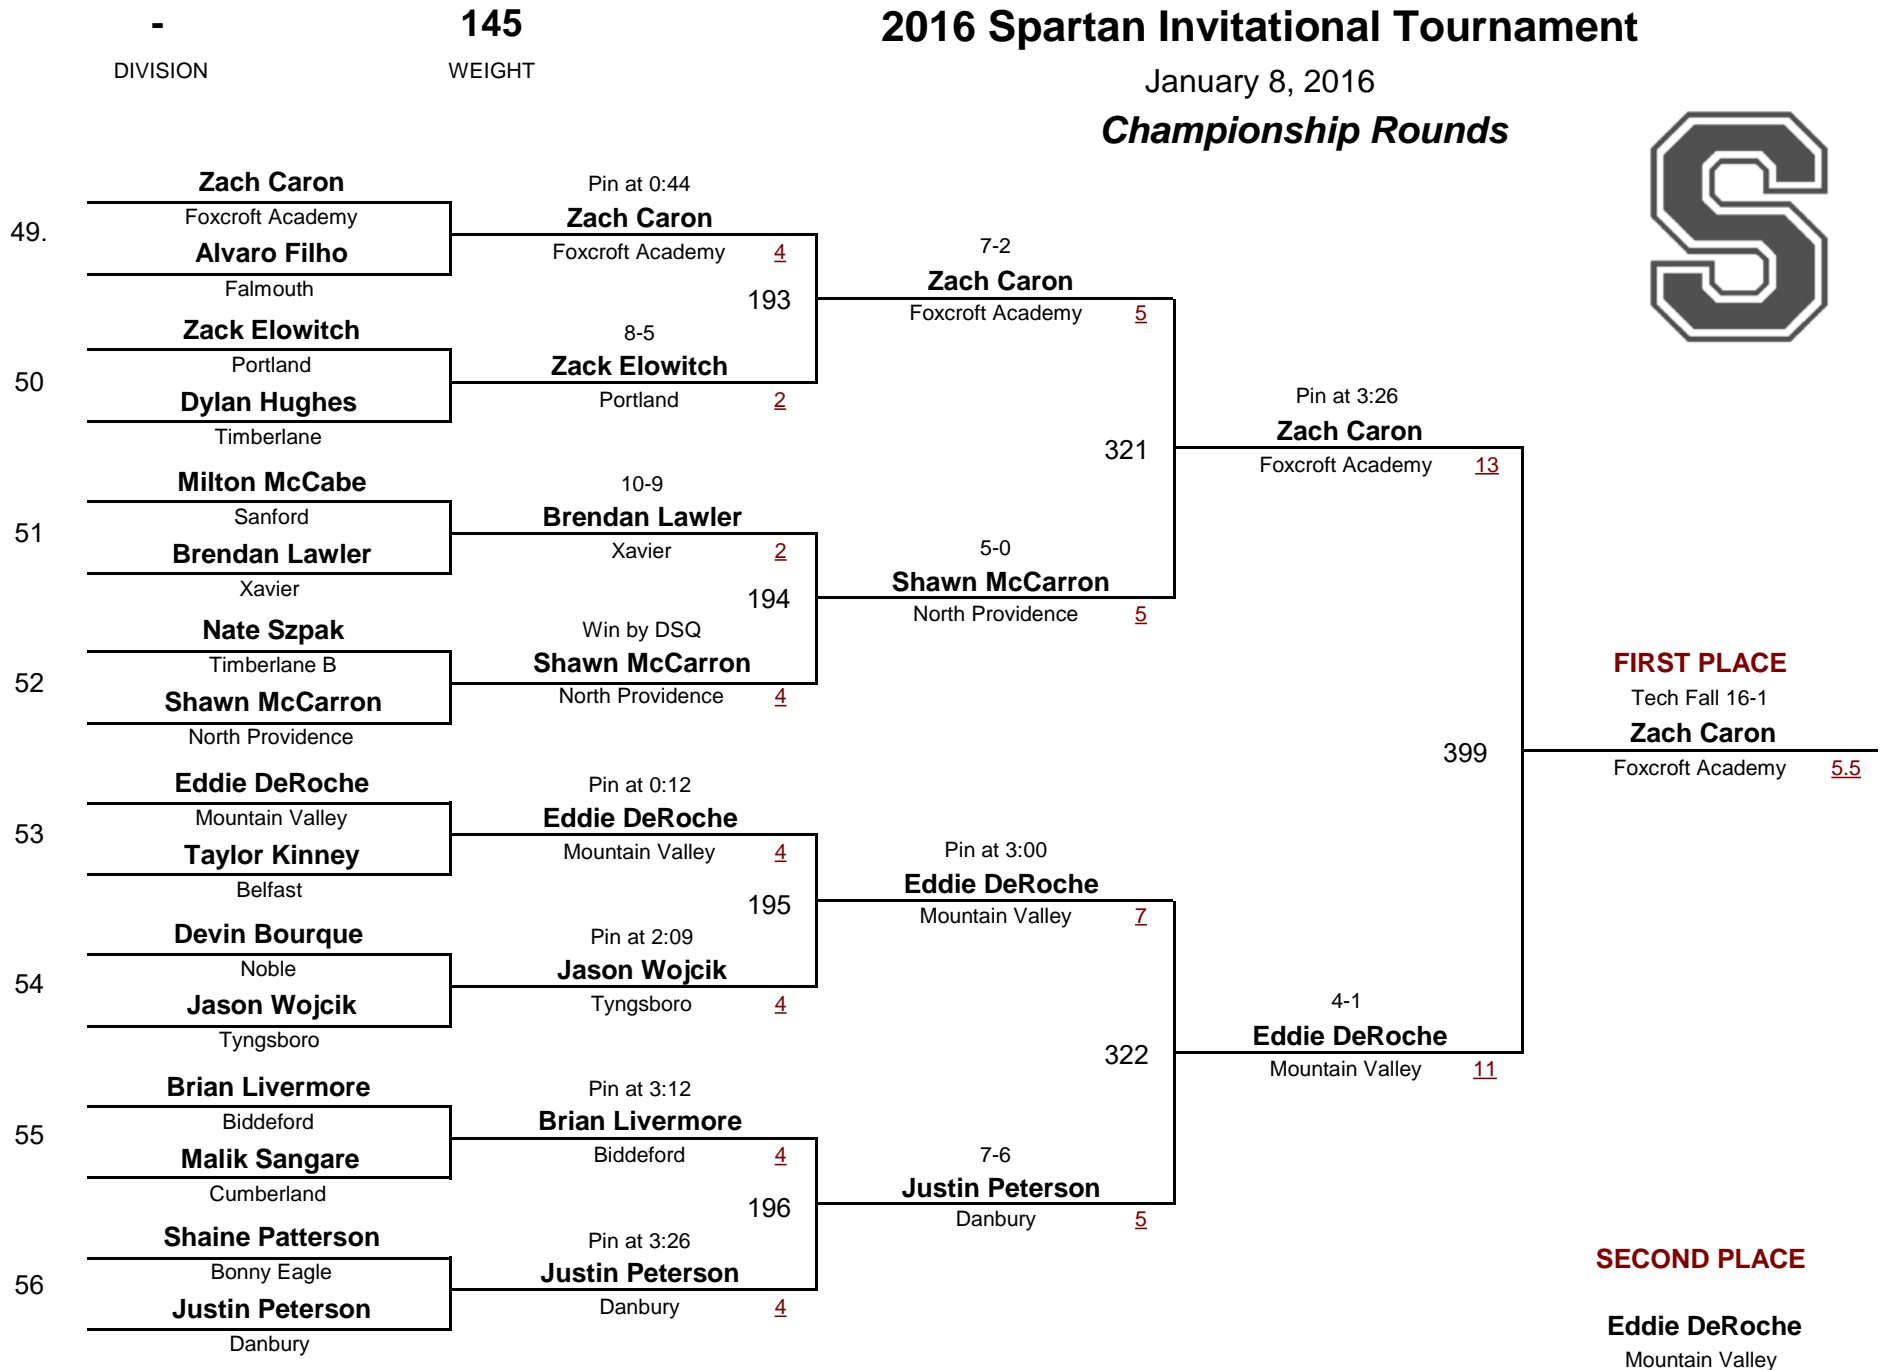 -
145
2016 Spartan Invitational Tournament
DIVISION
WEIGHT
January 8, 2016
Championship Rounds
S
49.
Zach Caron
Foxcroft Academy
Alvaro Filho
Falmouth
50
Zack Elowitch
Portland
Dylan Hughes
Timberlane
51
Milton McCabe
Sanford
Brendan Lawler
Xavier
52
Nate Szpak
Timberlane B
Shawn McCarron
North Providence
53
Eddie DeRoche
Mountain Valley
Taylor Kinney
Belfast
54
Devin Bourque
Noble
Jason Wojcik
Tyngsboro
55
Brian Livermore
Biddeford
Malik Sangare
Cumberland
56
Shaine Patterson
Bonny Eagle
Justin Peterson
Danbury
Pin at 0:44
Zach Caron
Foxcroft Academy 4
193
8-5
Zack Elowitch
Portland 2
10-9
Brendan Lawler
Xavier 2
194
Win by DSQ
Shawn McCarron
North Providence 4
Pin at 0:12
Eddie DeRoche
Mountain Valley 4
195
Pin at 2:09
Jason Wojcik
Tyngsboro 4
Pin at 3:12
Brian Livermore
Biddeford 4
196
Pin at 3:26
Justin Peterson
Danbury 4
7-2
Zach Caron
Foxcroft Academy 5
321
5-0
Shawn McCarron
North Providence 5
Pin at 3:00
Eddie DeRoche
Mountain Valley 7
322
7-6
Justin Peterson
Danbury 5
Pin at 3:26
Zach Caron
Foxcroft Academy 13
399
4-1
Eddie DeRoche
Mountain Valley 11
FIRST PLACE
Tech Fall 16-1
Zach Caron
Foxcroft Academy 5.5
SECOND PLACE
Eddie DeRoche
Mountain Valley